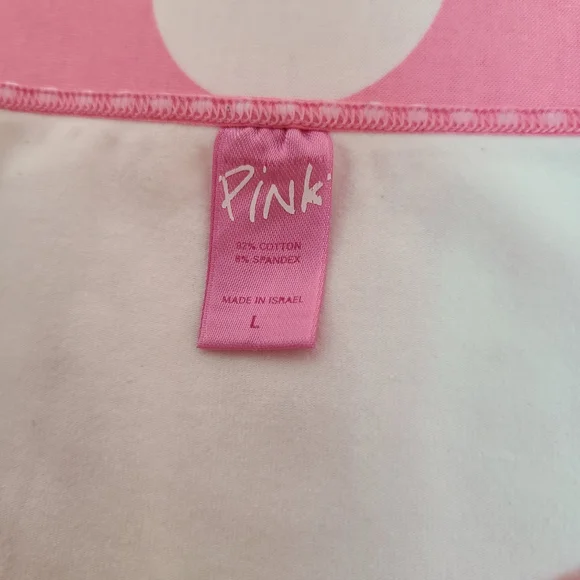 PINK
92% COTTON
8% SPANDEX
MADE IN ISRAEL
L